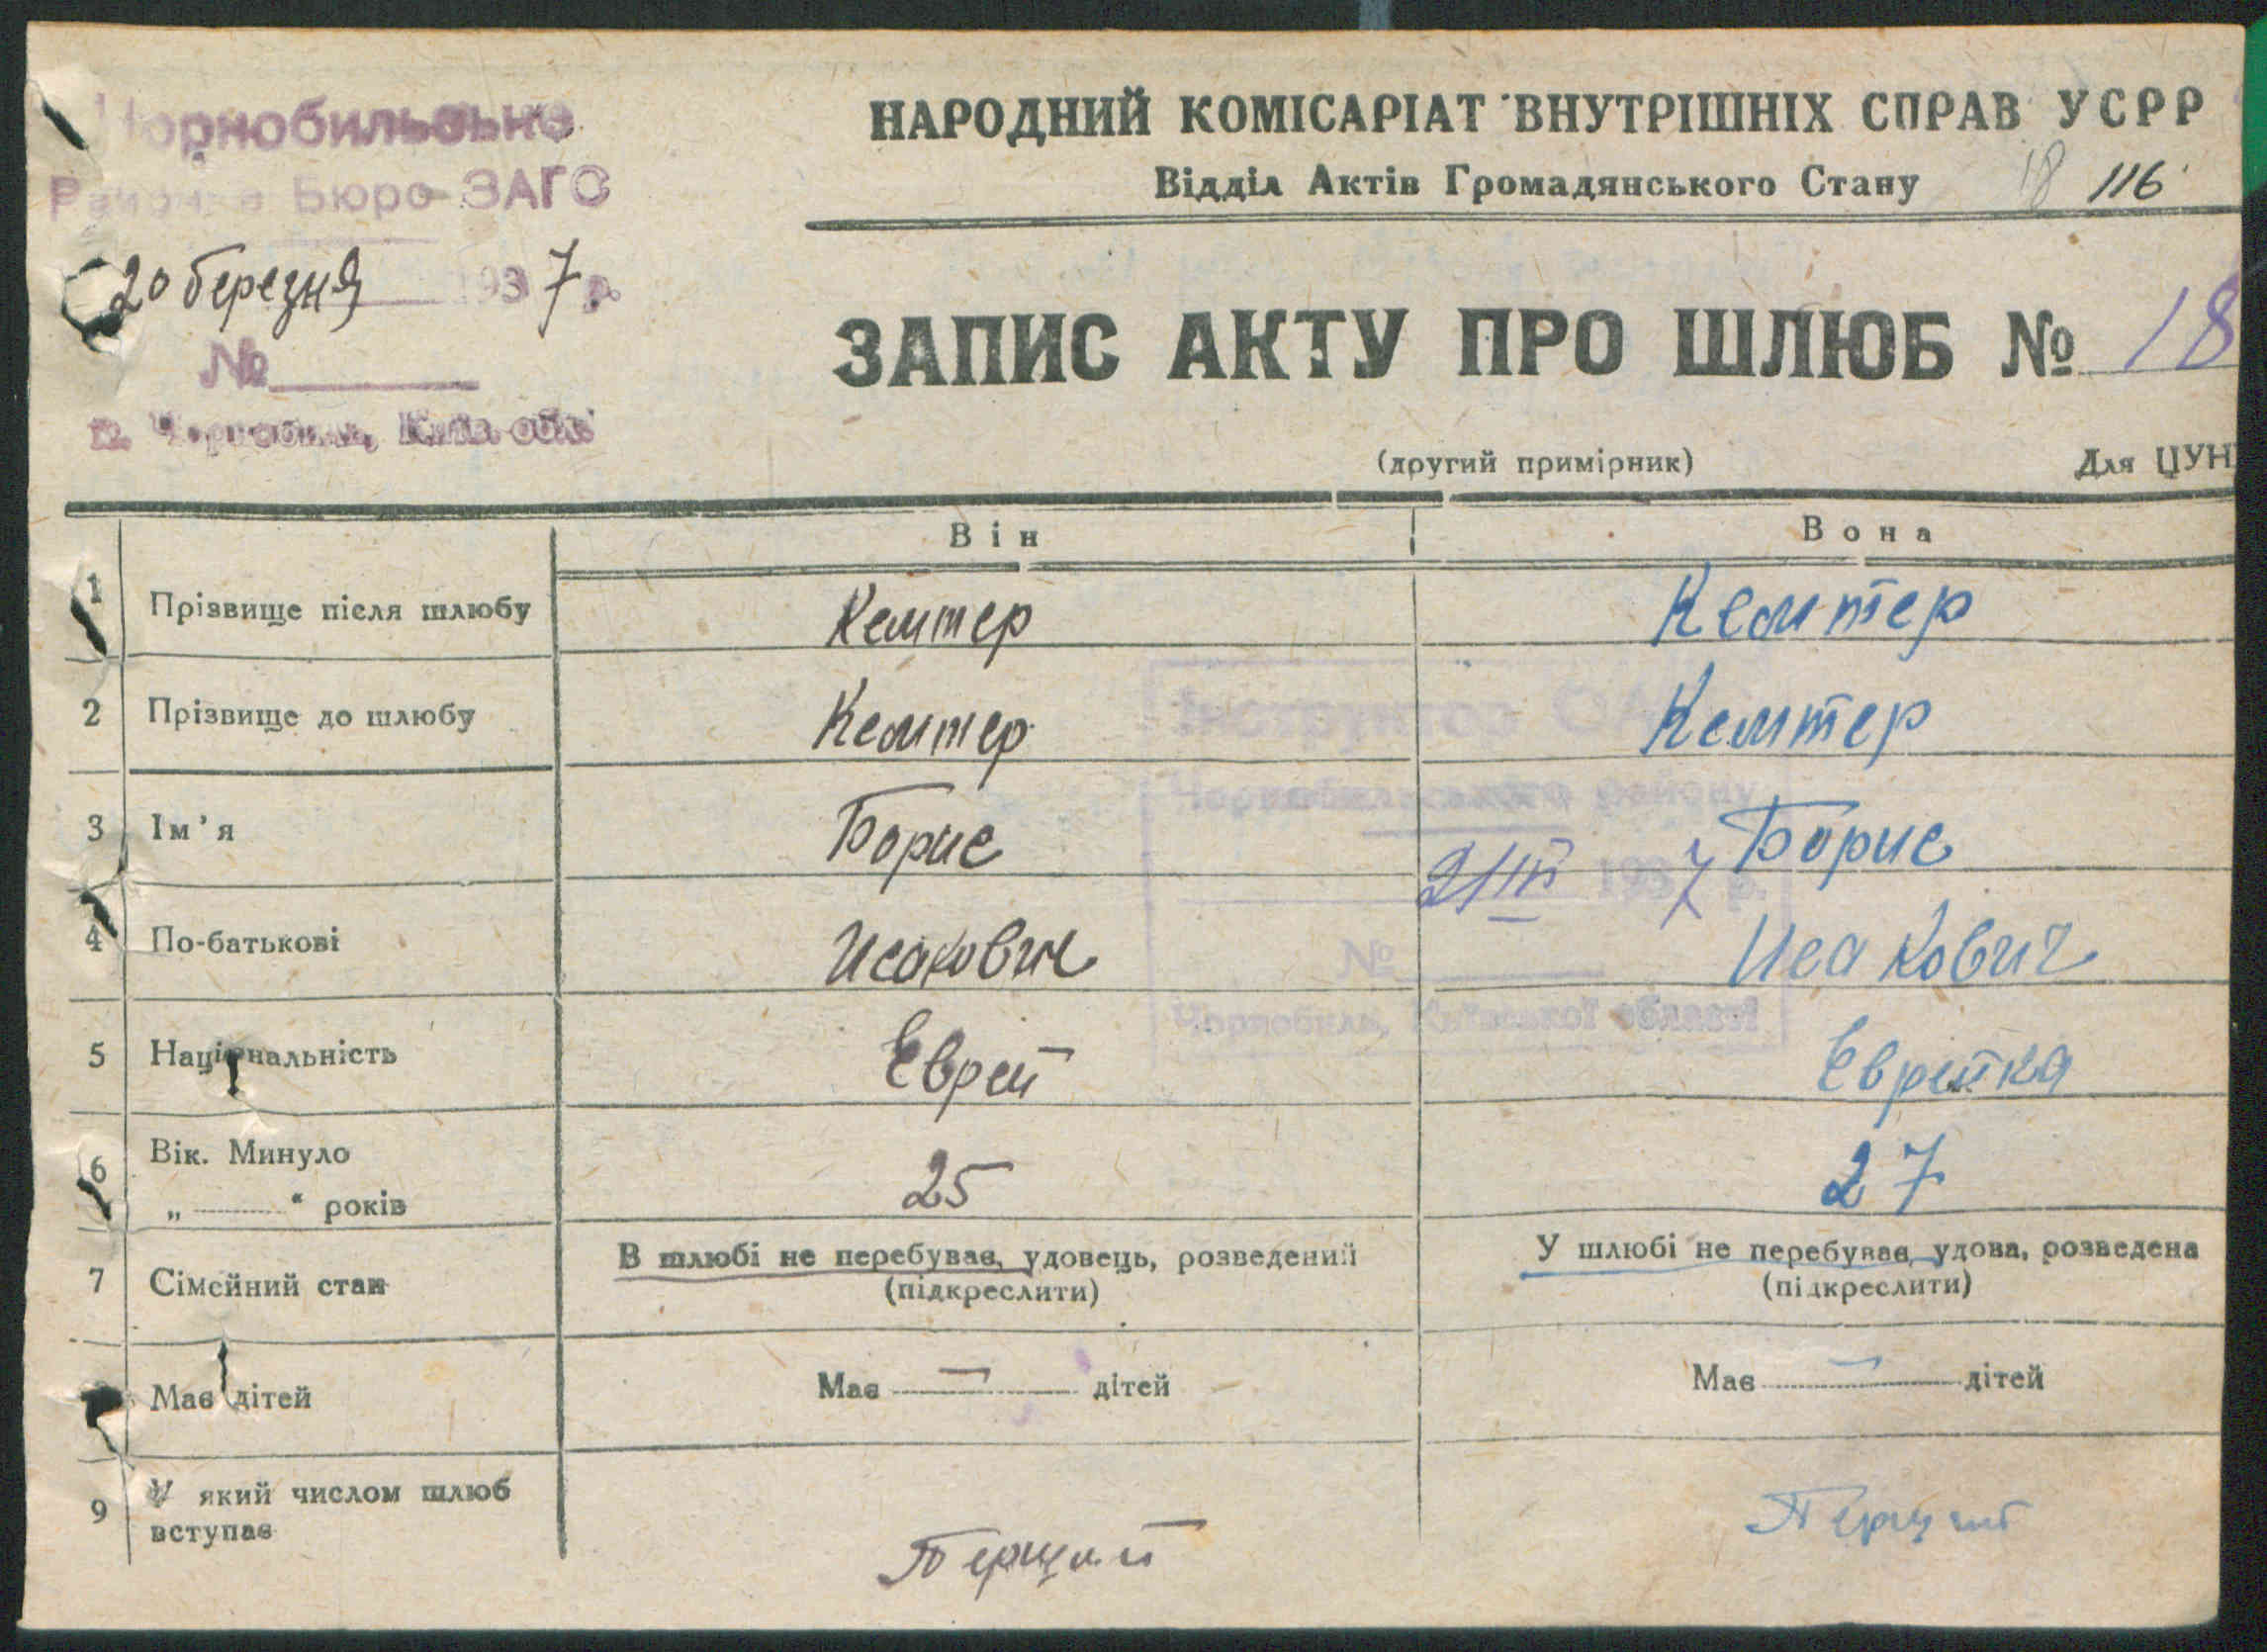 Чорнобильське
Районне Бюро ЗАГС
20 березня 1937 р.
№
м. Чорнобиль, Київ. обл.
НАРОДНИЙ КОМІСАРІАТ ВНУТРІШНІХ СПРАВ УСРР
Відділ Актів Громадянського Стану 18 116
ЗАПИС АКТУ ПРО ШЛЮБ № 18
(другий примірник) Для ЦУН
Він Вона
1 Прізвище після шлюбу Кемтер Кемтер
2 Прізвище до шлюбу Кемтер Кемтер
3 Ім'я Борис Борис
4 По-батькові Исакович Исакович
5 Національність Еврей Еврейка
6 Вік. Минуло
„ “ років 25 27
7 Сімейний стан В шлюбі не перебував, удовець, розведений У шлюбі не перебував, удова, розведена
(підкреслити) (підкреслити)
Має дітей Має — дітей Має — дітей
9 У який числом шлюб
вступає Перший Перший
Інструктор
Чорнобильського району
21 III 1937 р.
№
Чорнобиль, Київської області